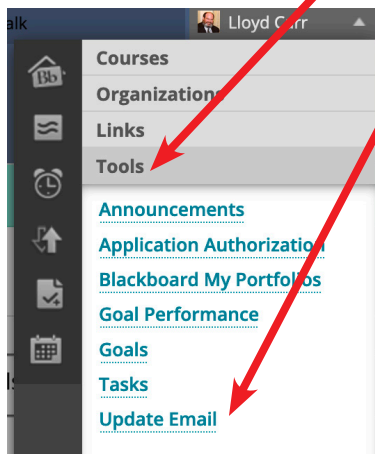 alk
Lloyd Carr
Bb
Courses
Organizations
Links
Tools
Announcements
Application Authorization
Blackboard My Portfolios
Goal Performance
Goals
Tasks
Update Email